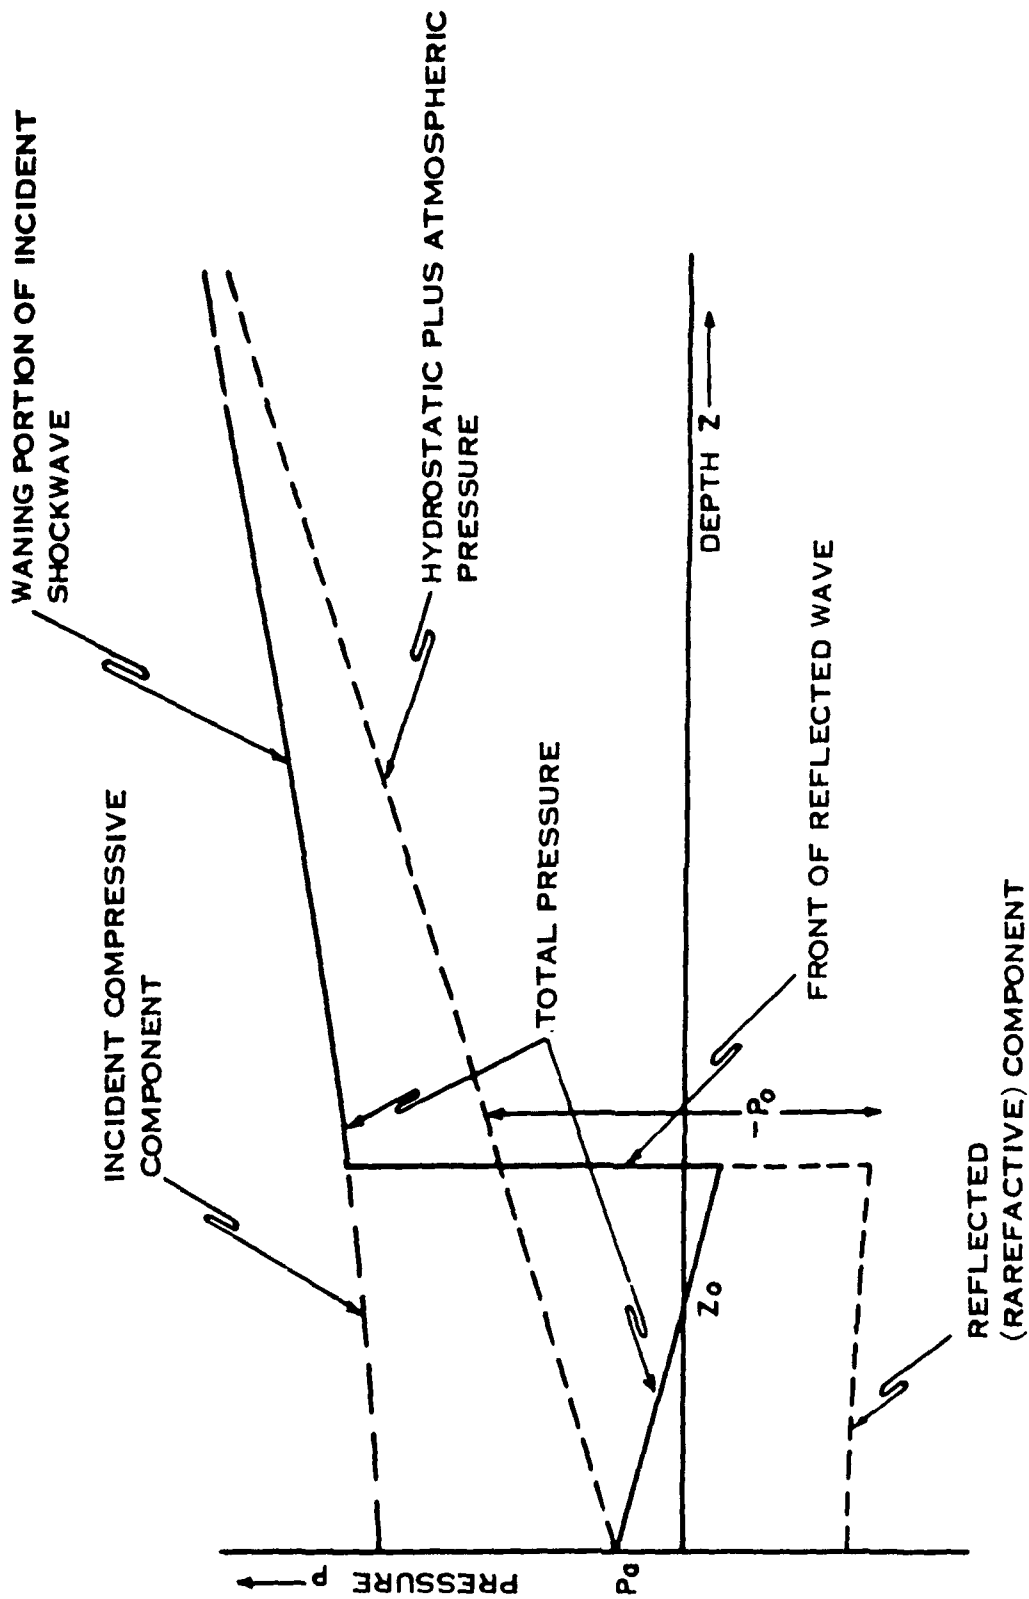 WANING PORTION OF INCIDENT
SHOCKWAVE
INCIDENT COMPRESSIVE
COMPONENT
HYDROSTATIC PLUS ATMOSPHERIC
PRESSURE
TOTAL PRESSURE
DEPTH Z
FRONT OF REFLECTED WAVE
-Po
Zo
REFLECTED
(RAREFACTIVE) COMPONENT
PRESSURE P
Pa